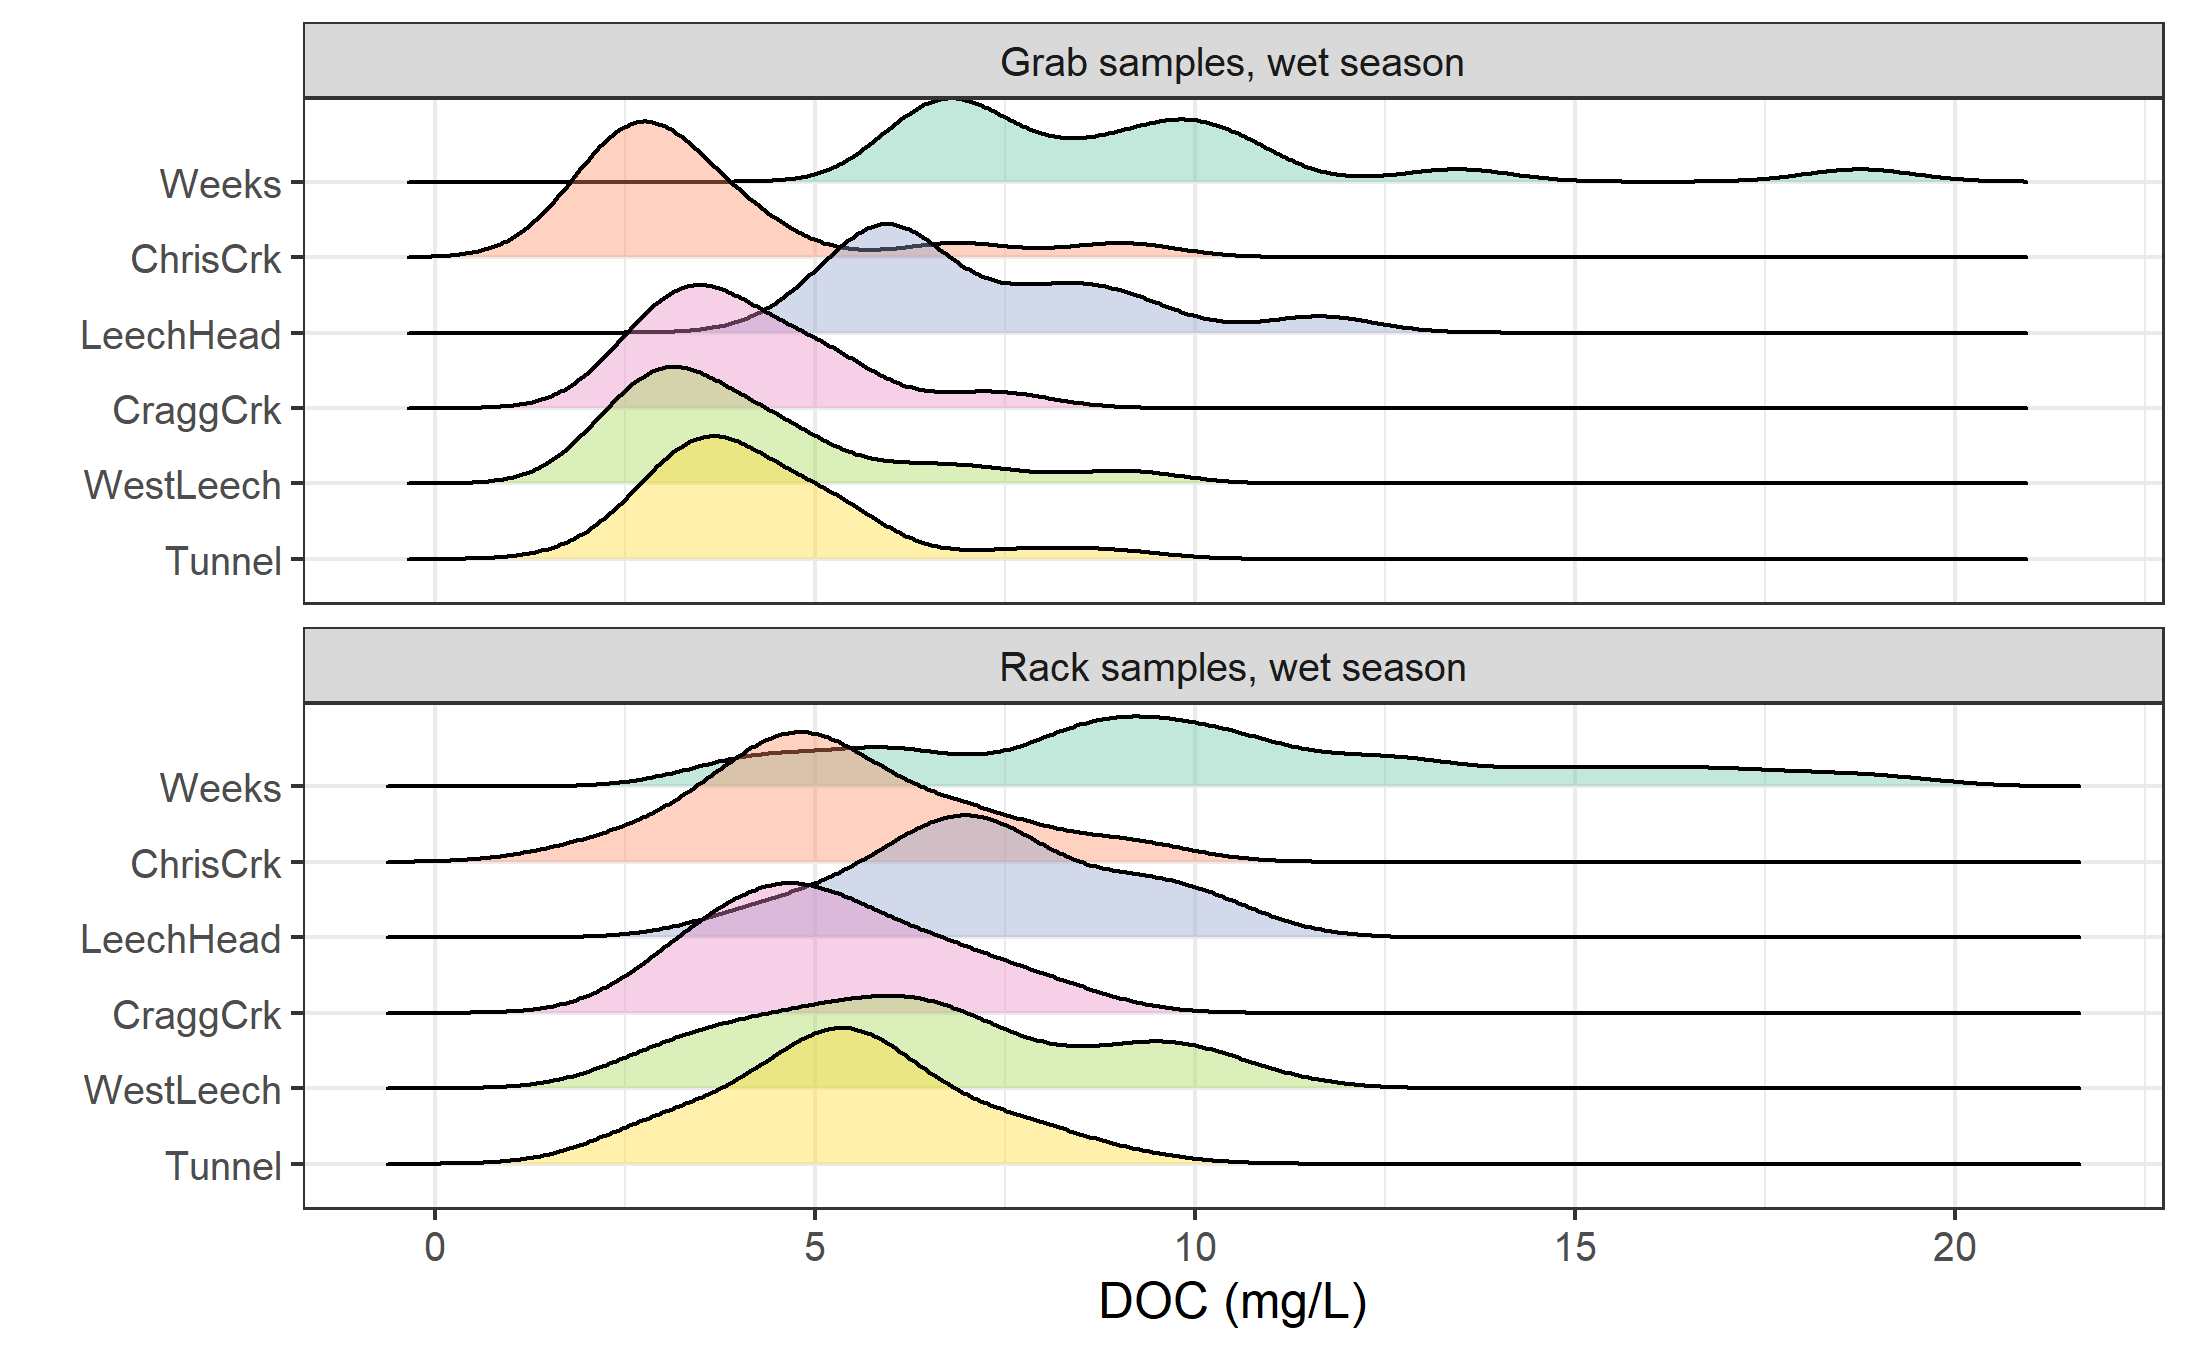 Grab samples, wet season
Weeks
ChrisCrk
LeechHead
CraggCrk
WestLeech
Tunnel
Rack samples, wet season
Weeks
ChrisCrk
LeechHead
CraggCrk
WestLeech
Tunnel
0 5 10 15 20
DOC (mg/L)